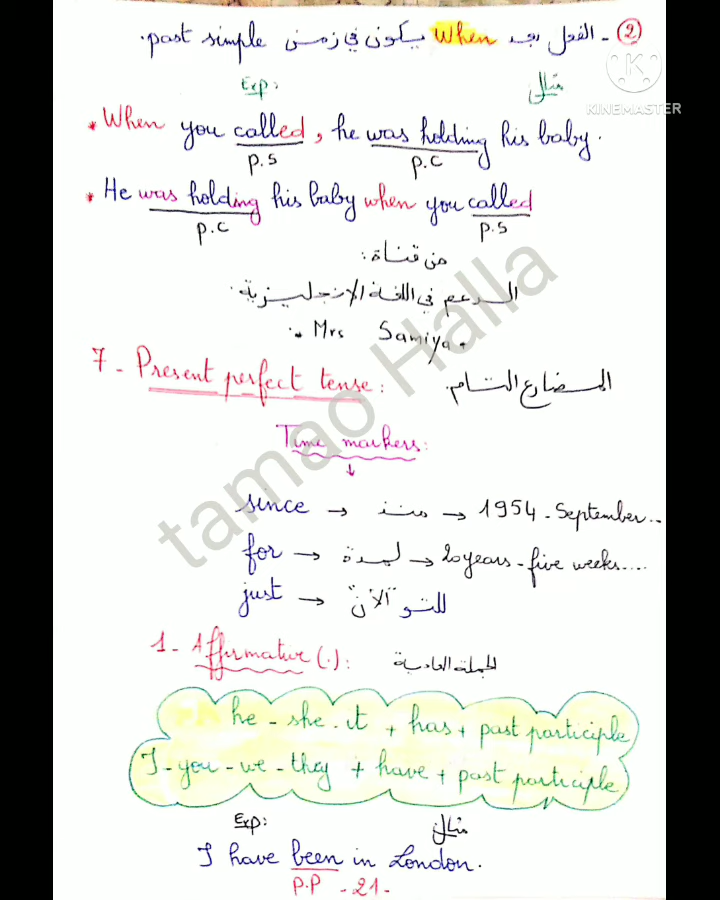 ② - الفعل بعد When يكون في زمن past simple.
Exp: مثال
KINEMASTER
* When you called, he was holding his baby.
p.s p.c
* He was holding his baby when you called
p.c p.s
من قناة:
الدعم في اللغة الإنجليزية.
. Mrs Samiya.
7 - Present perfect tense: المضارع التام.
Time markers:
↓
since → منذ → 1954 - September...
for → لمدة → 20 years - five weeks....
just → للتو "الآن"
1 - Affirmative (.): الجملة العادية
he - she - it + has + past participle
I - you - we - they + have + past participle
Exp: مثال
I have been in London.
P.P - 21 -
tamao Halla